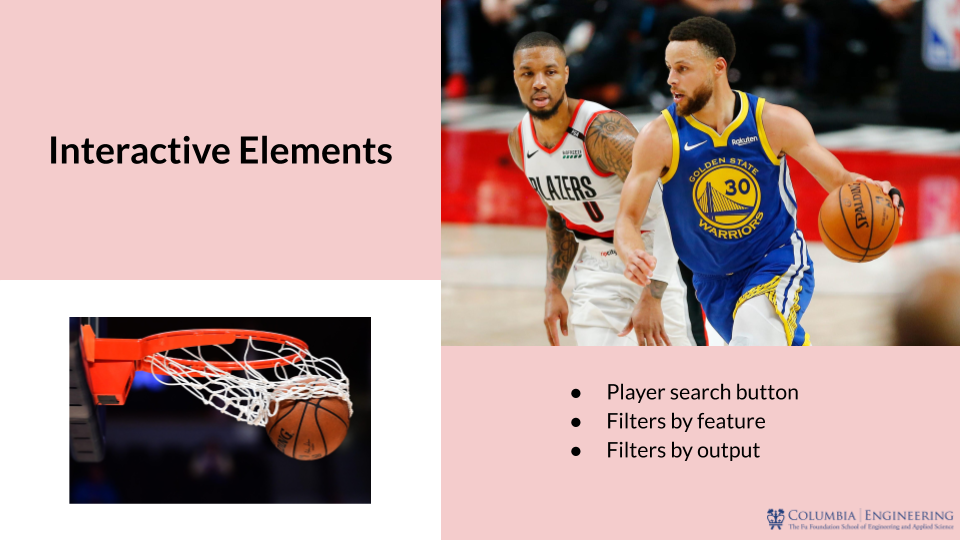 Interactive Elements
BLAZERS
0
Rakuten
GOLDEN STATE
30
WARRIORS
SPALDING
● Player search button
● Filters by feature
● Filters by output
COLUMBIA | ENGINEERING
The Fu Foundation School of Engineering and Applied Science